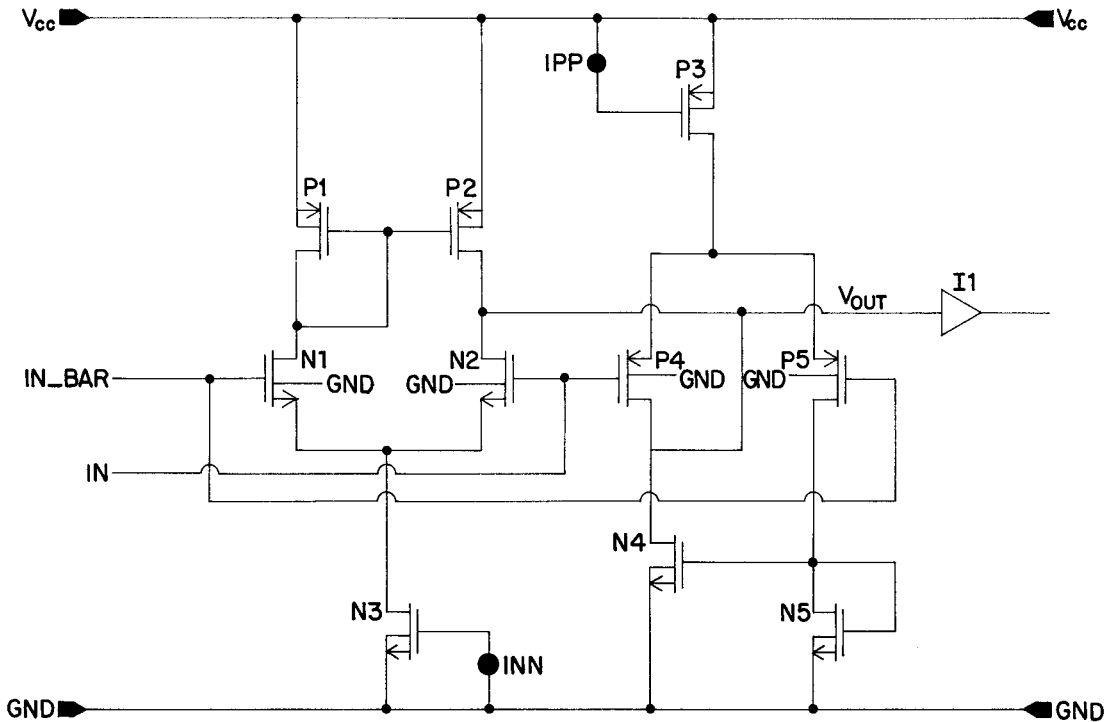 Vcc
Vcc
IPP
P3
P1
P2
VOUT
I1
N1
N2
P4
P5
IN_BAR
GND
GND
GND
GND
IN
N4
N3
N5
INN
GND
GND